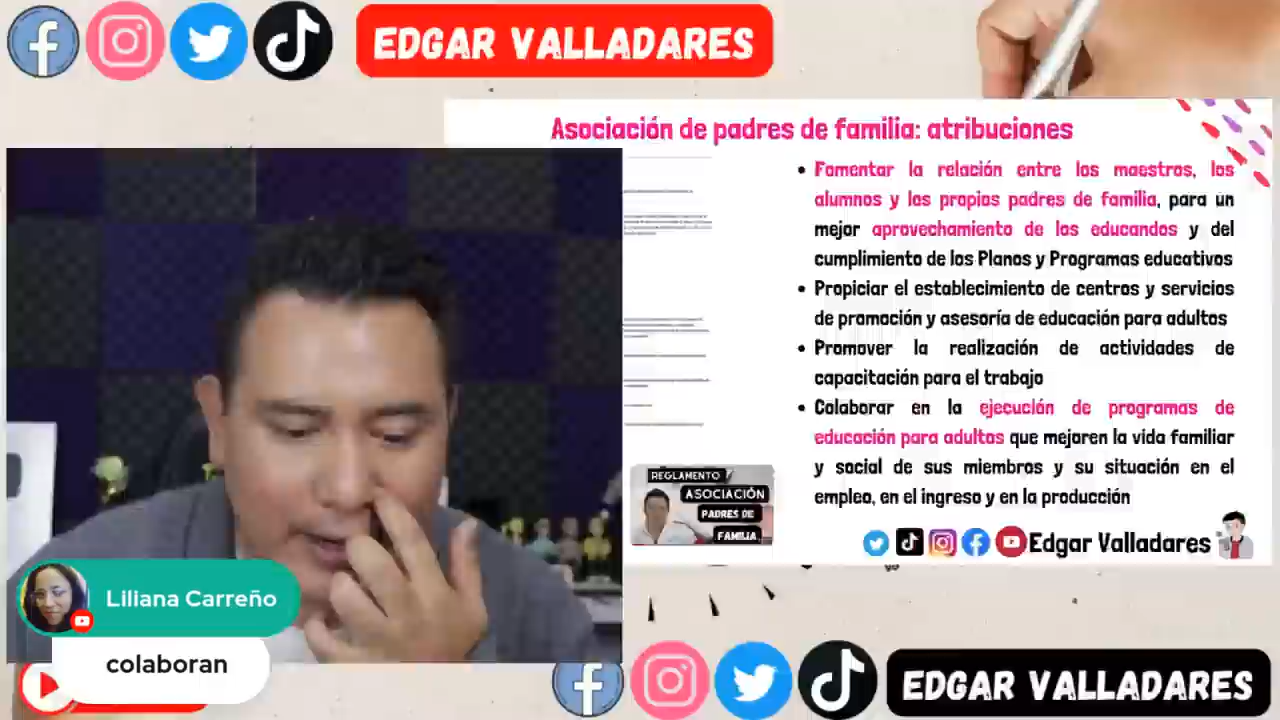 EDGAR VALLADARES
Asociación de padres de familia: atribuciones
• Fomentar la relación entre los maestros, los
alumnos y los propios padres de familia, para un
mejor aprovechamiento de los educandos y del
cumplimiento de los Planos y Programas educativos
• Propiciar el establecimiento de centros y servicios
de promoción y asesoría de educación para adultos
• Promover la realización de actividades de
capacitación para el trabajo
• Colaborar en la ejecución de programas de
educación para adultos que mejoren la vida familiar
y social de sus miembros y su situación en el
empleo, en el ingreso y en la producción
REGLAMENTO
ASOCIACIÓN
PADRES DE
FAMILIA
Edgar Valladares
Liliana Carreño
colaboran
EDGAR VALLADARES